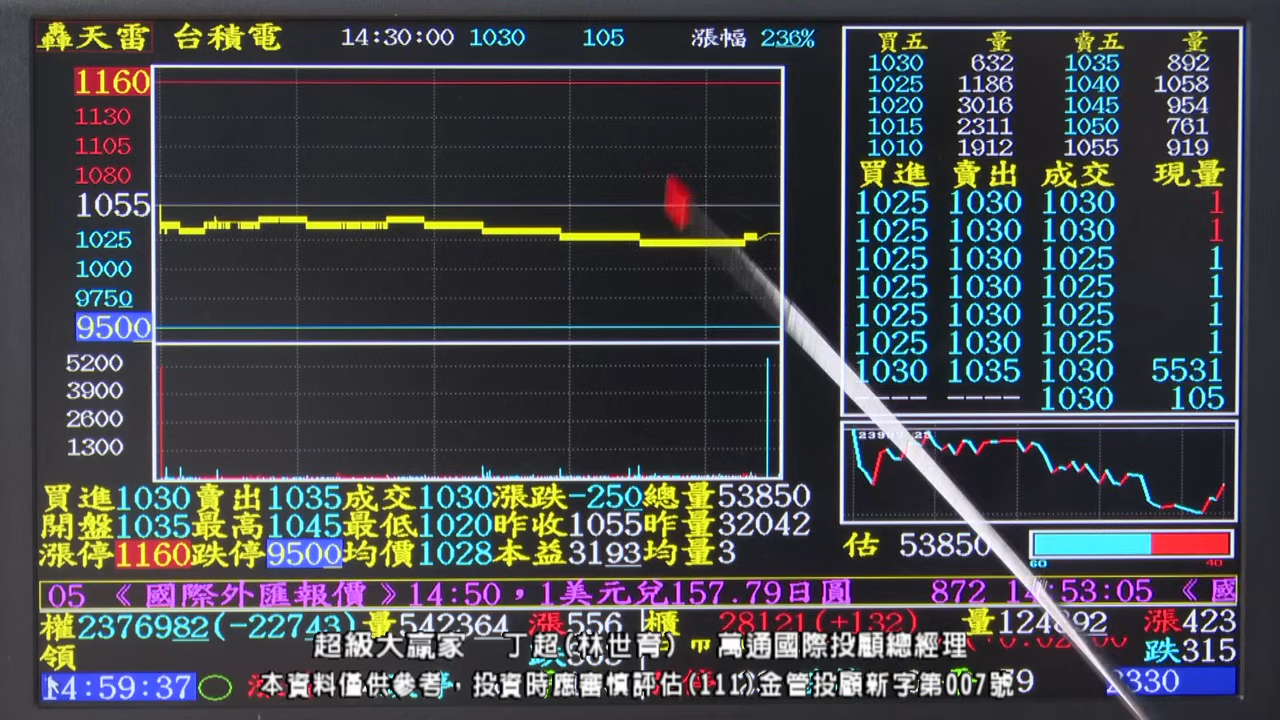 轟天雷 台積電 14:30:00 1030 105 漲幅 236%
買五 量 賣五 量
1030 632 1035 892
1025 1186 1040 1058
1020 3016 1045 954
1015 2311 1050 761
1010 1912 1055 919
1160
1130
1105
1080
1055
1025
1000
9750
9500
5200
3900
2600
1300
買進 賣出 成交 現量
1025 1030 1030 1
1025 1030 1030 1
1025 1030 1025 1
1025 1030 1025 1
1025 1030 1025 1
1025 1030 1025 1
1030 1035 1030 5531
---- ---- 1030 105
買進1030賣出1035成交1030漲跌-250總量53850
開盤1035最高1045最低1020昨收1055昨量32042
漲停1160跌停9500均價1028本益3193均量3
估 53850
60 40
05 《國際外匯報價》14:50，1美元兌157.79日圓 872 14:53:05 《國
權2376982(-22743)量542364 漲556 櫃 28121(+132) 量124892 漲423
領 跌315
超級大贏家－丁超(林世育) － 萬通國際投顧總經理
14:59:37 2330
本資料僅供參考，投資時應審慎評估(111)金管投顧新字第007號